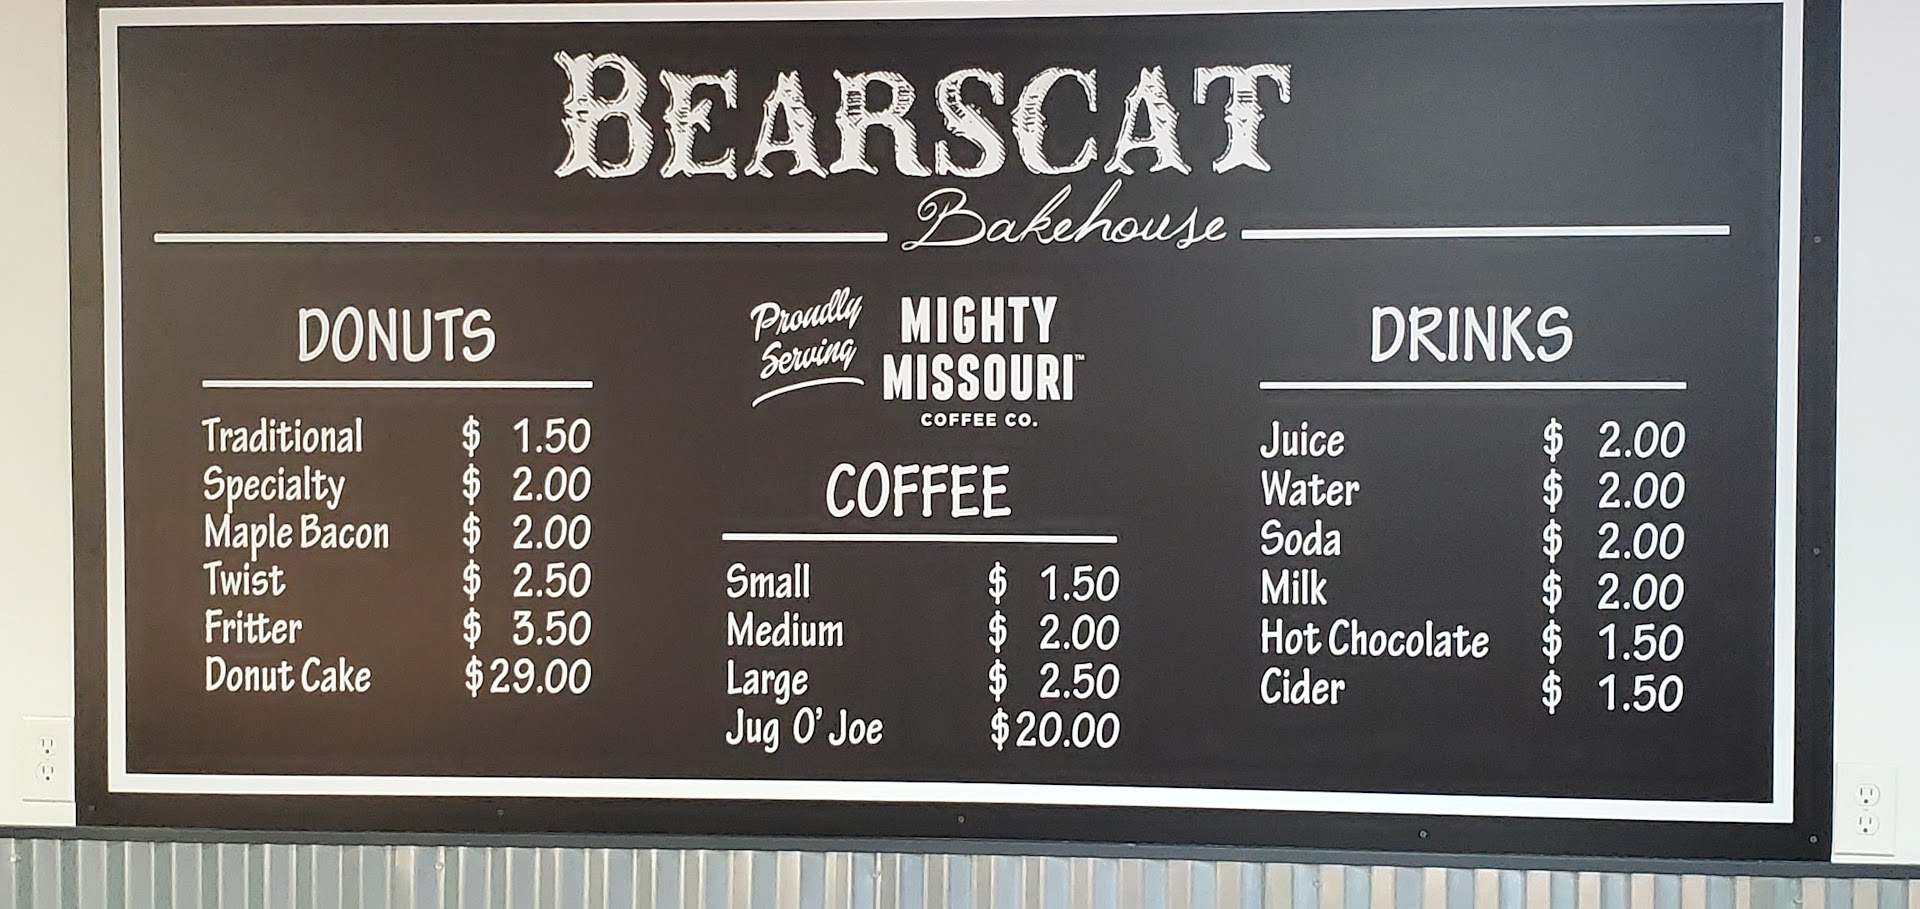 BEARSCAT
Bakehouse
DONUTS
Traditional $ 1.50
Specialty $ 2.00
Maple Bacon $ 2.00
Twist $ 2.50
Fritter $ 3.50
Donut Cake $29.00
Proudly
Serving
MIGHTY
MISSOURI™
COFFEE CO.
COFFEE
Small $ 1.50
Medium $ 2.00
Large $ 2.50
Jug O' Joe $20.00
DRINKS
Juice $ 2.00
Water $ 2.00
Soda $ 2.00
Milk $ 2.00
Hot Chocolate $ 1.50
Cider $ 1.50